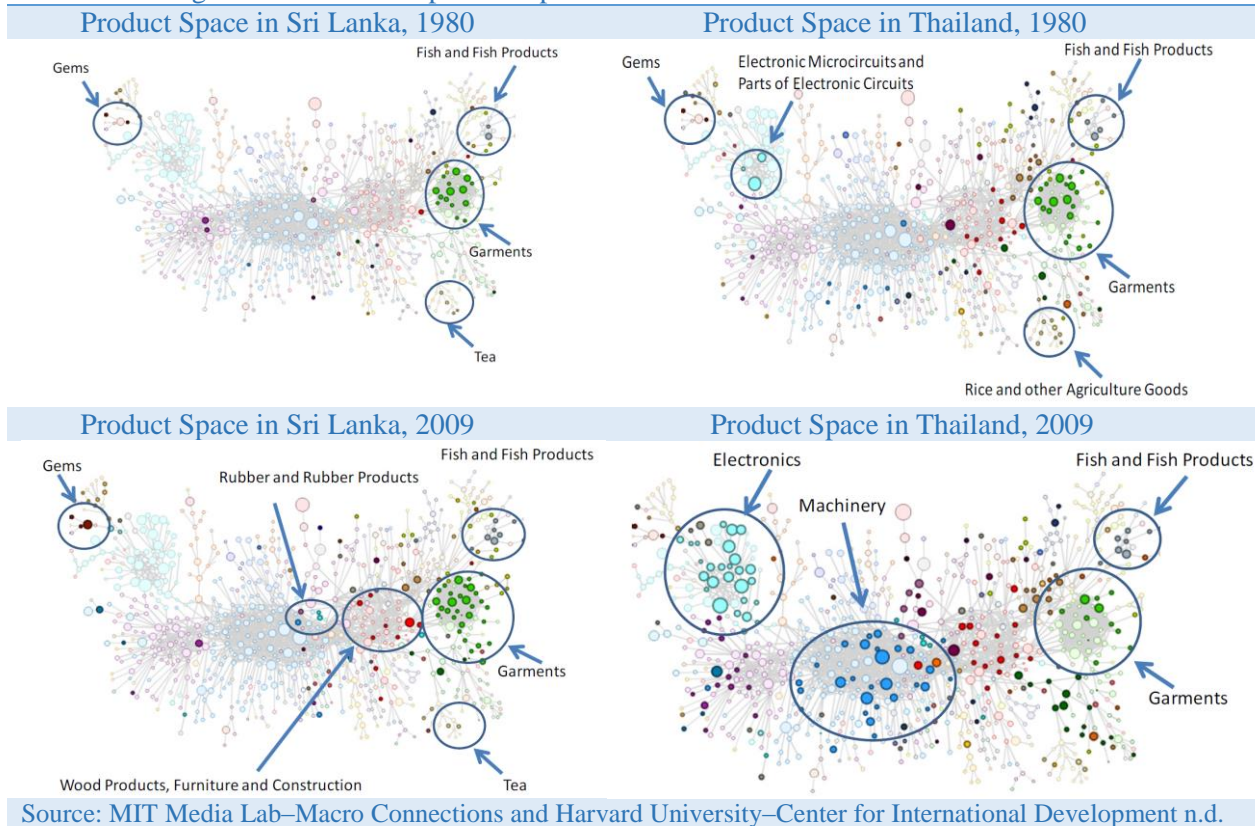 Product Space in Sri Lanka, 1980
Product Space in Thailand, 1980
Gems
Fish and Fish Products
Garments
Tea
Gems
Electronic Microcircuits and
Parts of Electronic Circuits
Fish and Fish Products
Garments
Rice and other Agriculture Goods
Product Space in Sri Lanka, 2009
Product Space in Thailand, 2009
Gems
Rubber and Rubber Products
Fish and Fish Products
Garments
Wood Products, Furniture and Construction
Tea
Electronics
Machinery
Fish and Fish Products
Garments
Source: MIT Media Lab–Macro Connections and Harvard University–Center for International Development n.d.